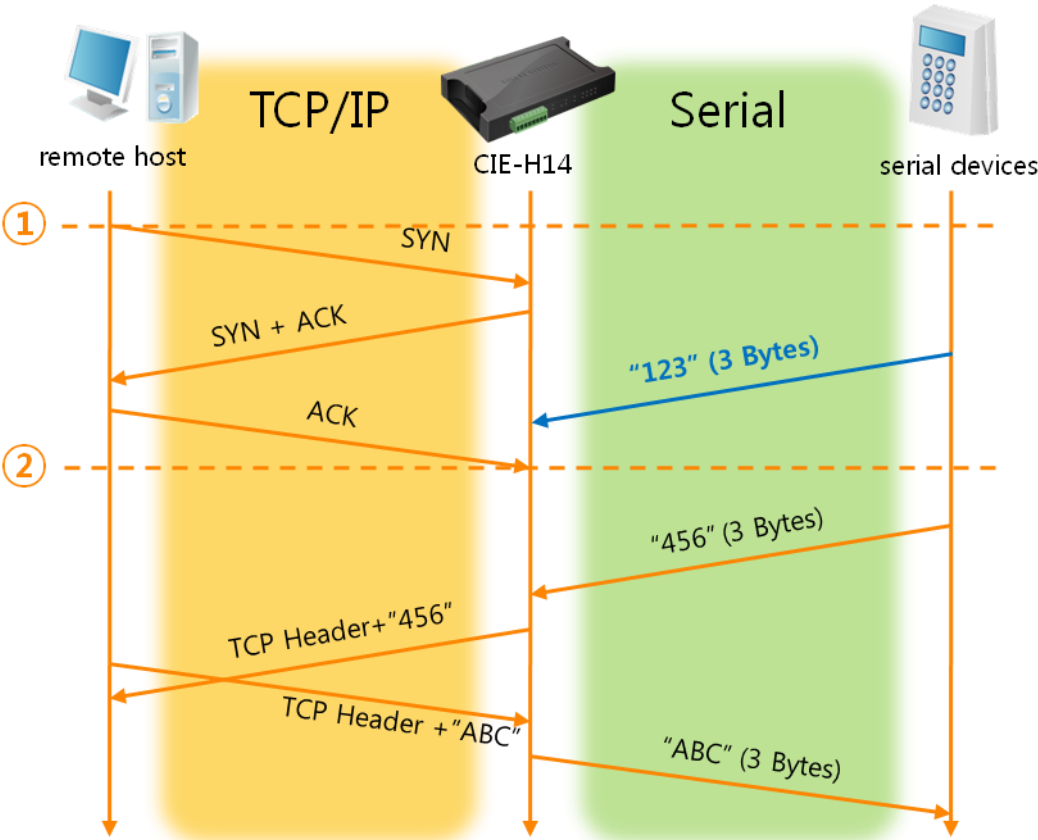 TCP/IP
Serial
remote host
CIE-H14
serial devices
①
SYN
SYN + ACK
“123” (3 Bytes)
ACK
②
“456” (3 Bytes)
TCP Header+”456”
TCP Header +”ABC”
“ABC” (3 Bytes)